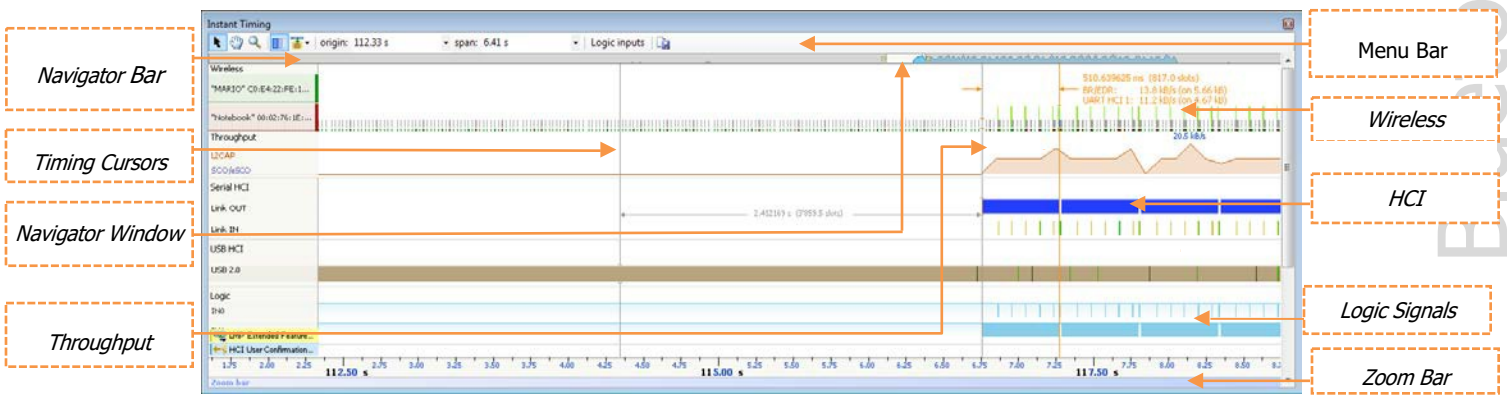 Instant Timing
origin: 112.33 s span: 6.41 s Logic inputs
Menu Bar
Navigator Bar
Wireless
"MARIO" C0:E4:22:FE:1...
510.639625 ms (817.0 slots)
BR/EDR: 13.8 kB/s (on 5.66 kB)
UART HCI 1: 11.2 kB/s (on 9.67 kB)
"Notebook" 00:02:76:1E:...
Wireless
Throughput
20.5 kB/s
L2CAP
SCO/eSCO
Timing Cursors
Serial HCI
Link OUT
2.412169 s (3859.5 slots)
HCI
Link IN
Navigator Window
USB HCI
USB 2.0
Logic
IN0
Logic Signals
LMP Extended Feature...
HCI User Confirmation...
Throughput
1.75 2.00 2.25 112.50 s 2.75 3.00 3.25 3.50 3.75 4.00 4.25 4.50 4.75 115.00 s 5.25 5.50 5.75 6.00 6.25 6.50 6.75 7.00 7.25 117.50 s 7.75 8.00 8.25 8.50
Zoom bar
Zoom Bar